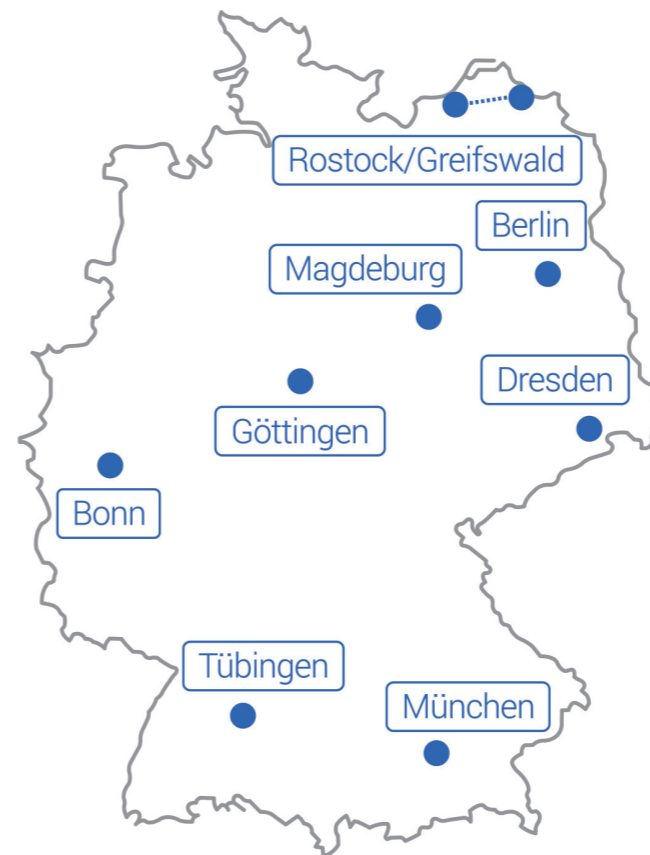 Rostock/Greifswald
Berlin
Magdeburg
Dresden
Göttingen
Bonn
Tübingen
München